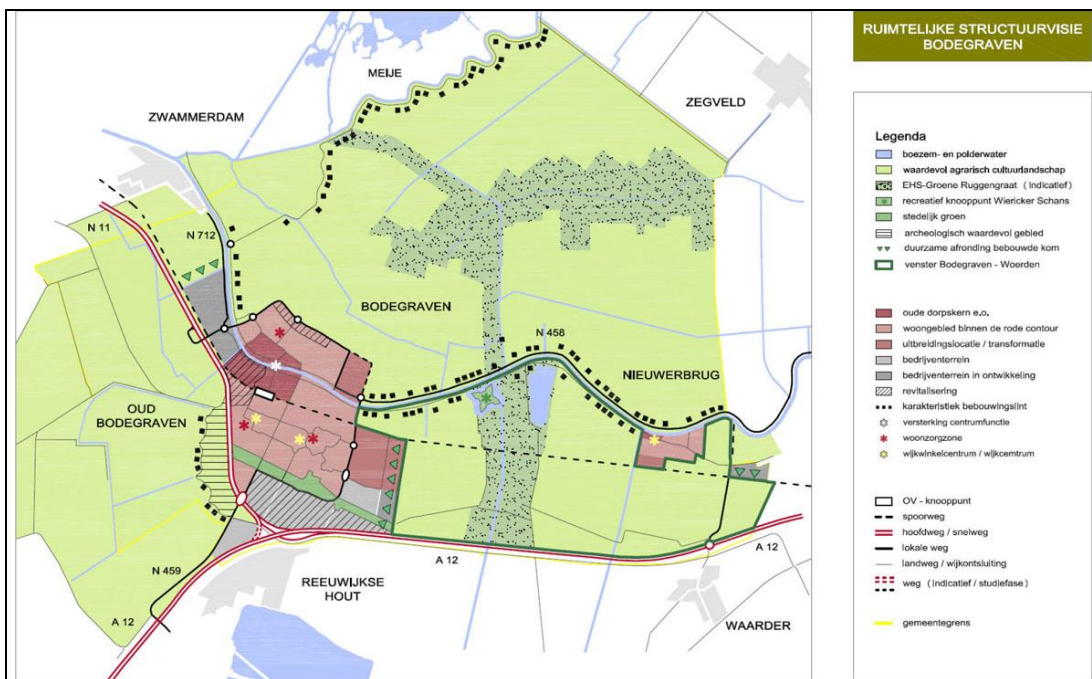 RUIMTELIJKE STRUCTUURVISIE
BODEGRAVEN
MEIJE
ZWAMMERDAM
ZEGVELD
N 11
N 712
BODEGRAVEN
N 458
NIEUWERBRUG
OUD
BODEGRAVEN
N 459
A 12
REEUWIJKSE
HOUT
A 12
A 12
WAARDER
Legenda
boezem- en polderwater
waardevol agrarisch cultuurlandschap
EHS-Groene Ruggengraat (Indicatief)
recreatief knooppunt Wiericker Schans
stedelijk groen
archeologisch waardevol gebied
duurzame afronding bebouwde kom
venster Bodegraven - Woerden
oude dorpskern e.o.
woongebied binnen de rode contour
uitbreidingslocatie / transformatie
bedrijventerrein
bedrijventerrein in ontwikkeling
revitalisering
karakteristiek bebouwingslint
versterking centrumfunctie
woonzorgzone
wijkwinkelcentrum / wijkcemtrum
OV - knooppunt
spoorweg
hoofdweg / snelweg
lokale weg
landweg / wijkontsluiting
weg (Indicatief / studiefase)
gemeentegrens